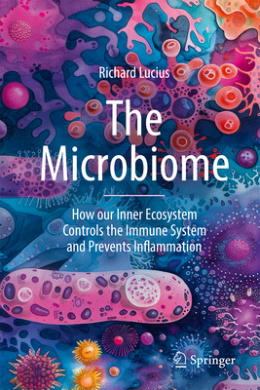 Richard Lucius
The
Microbiome
How our Inner Ecosystem
Controls the Immune System
and Prevents Inflammation
Springer